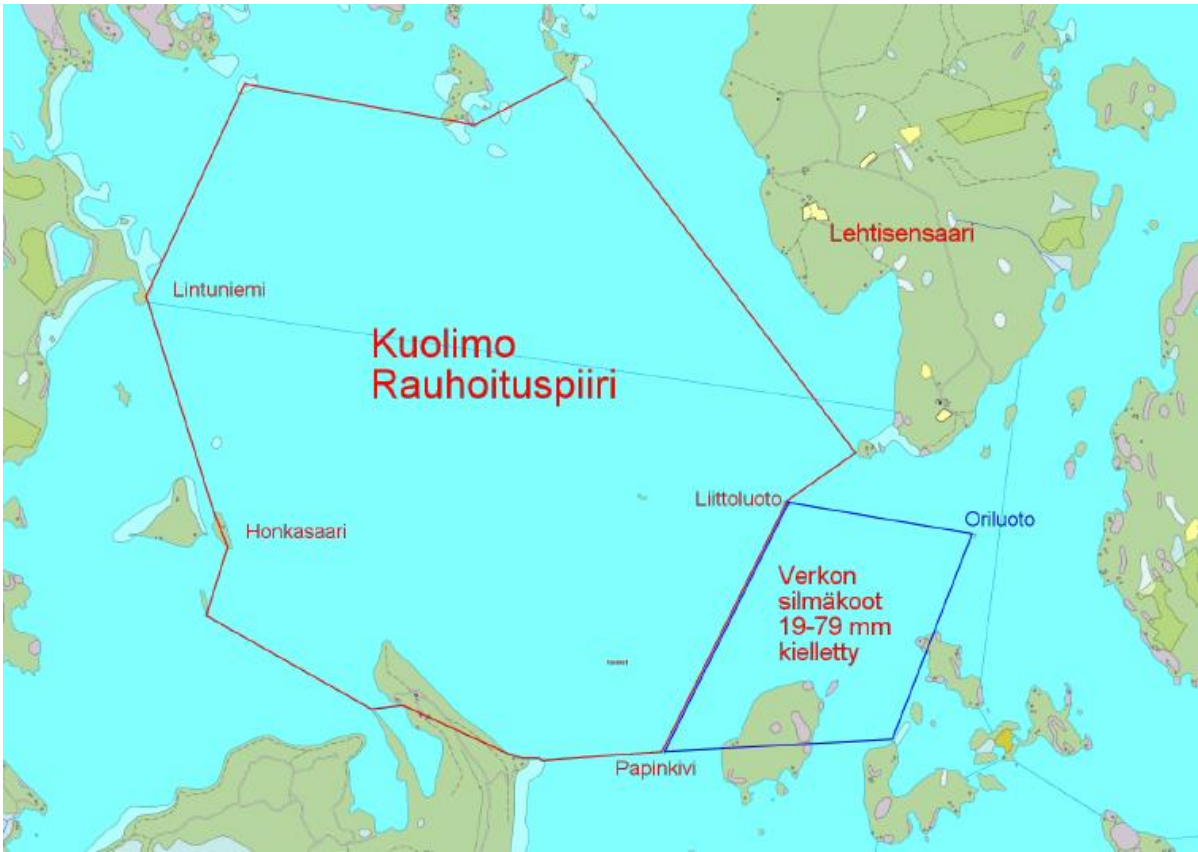 Lehtisensaari
Lintuniemi
Kuolimo
Rauhoituspiiri
Liittoluoto
Oriluoto
Honkasaari
Verkon
silmäkoot
19-79 mm
kielletty
Papinkivi